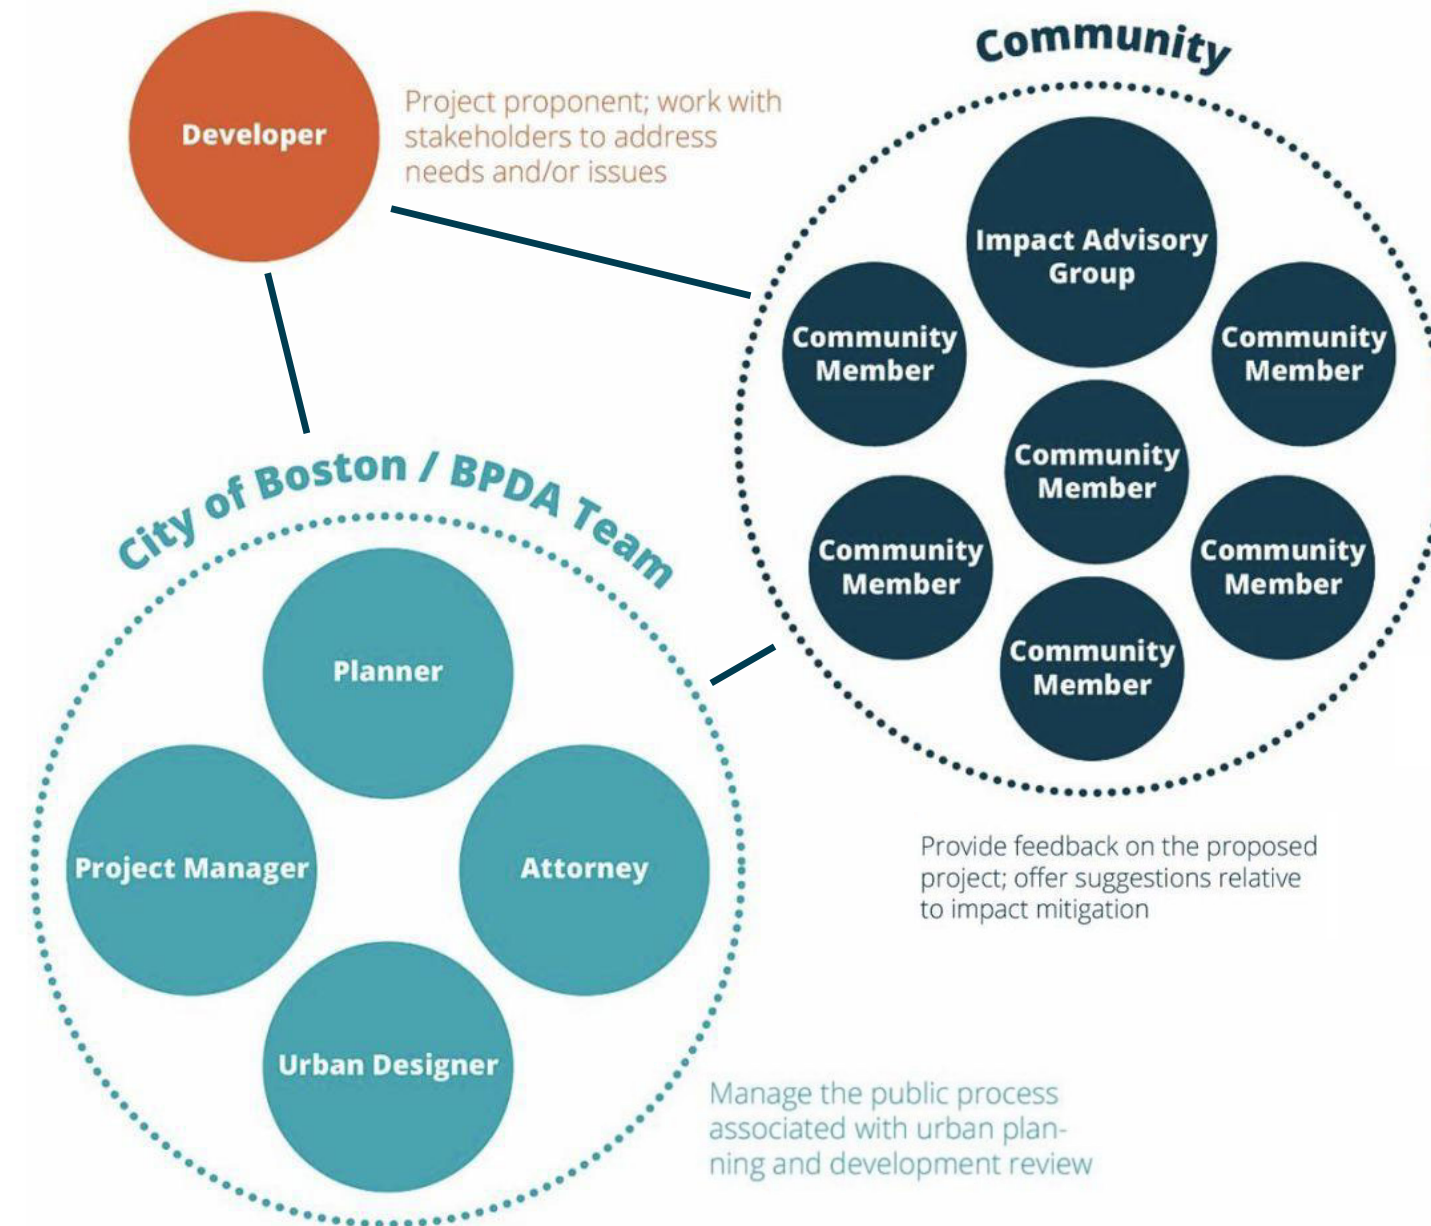 Developer
Project proponent; work with
stakeholders to address
needs and/or issues
Community
Impact Advisory
Group
Community
Member
Community
Member
Community
Member
Community
Member
Community
Member
Community
Member
Provide feedback on the proposed
project; offer suggestions relative
to impact mitigation
City of Boston / BPDA Team
Planner
Project Manager
Attorney
Urban Designer
Manage the public process
associated with urban plan-
ning and development review